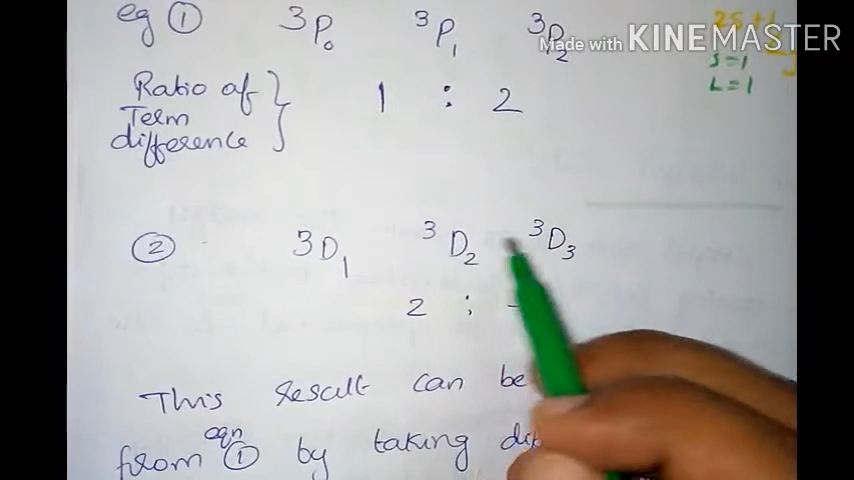 eg ① ³P₀ ³P₁ ³P₂
Made with KINEMASTER
2S+1
S=1
L=1
Ratio of
Term
difference } 1 : 2
② ³D₁ ³D₂ ³D₃
2 :
This result can be
from eqn ① by taking